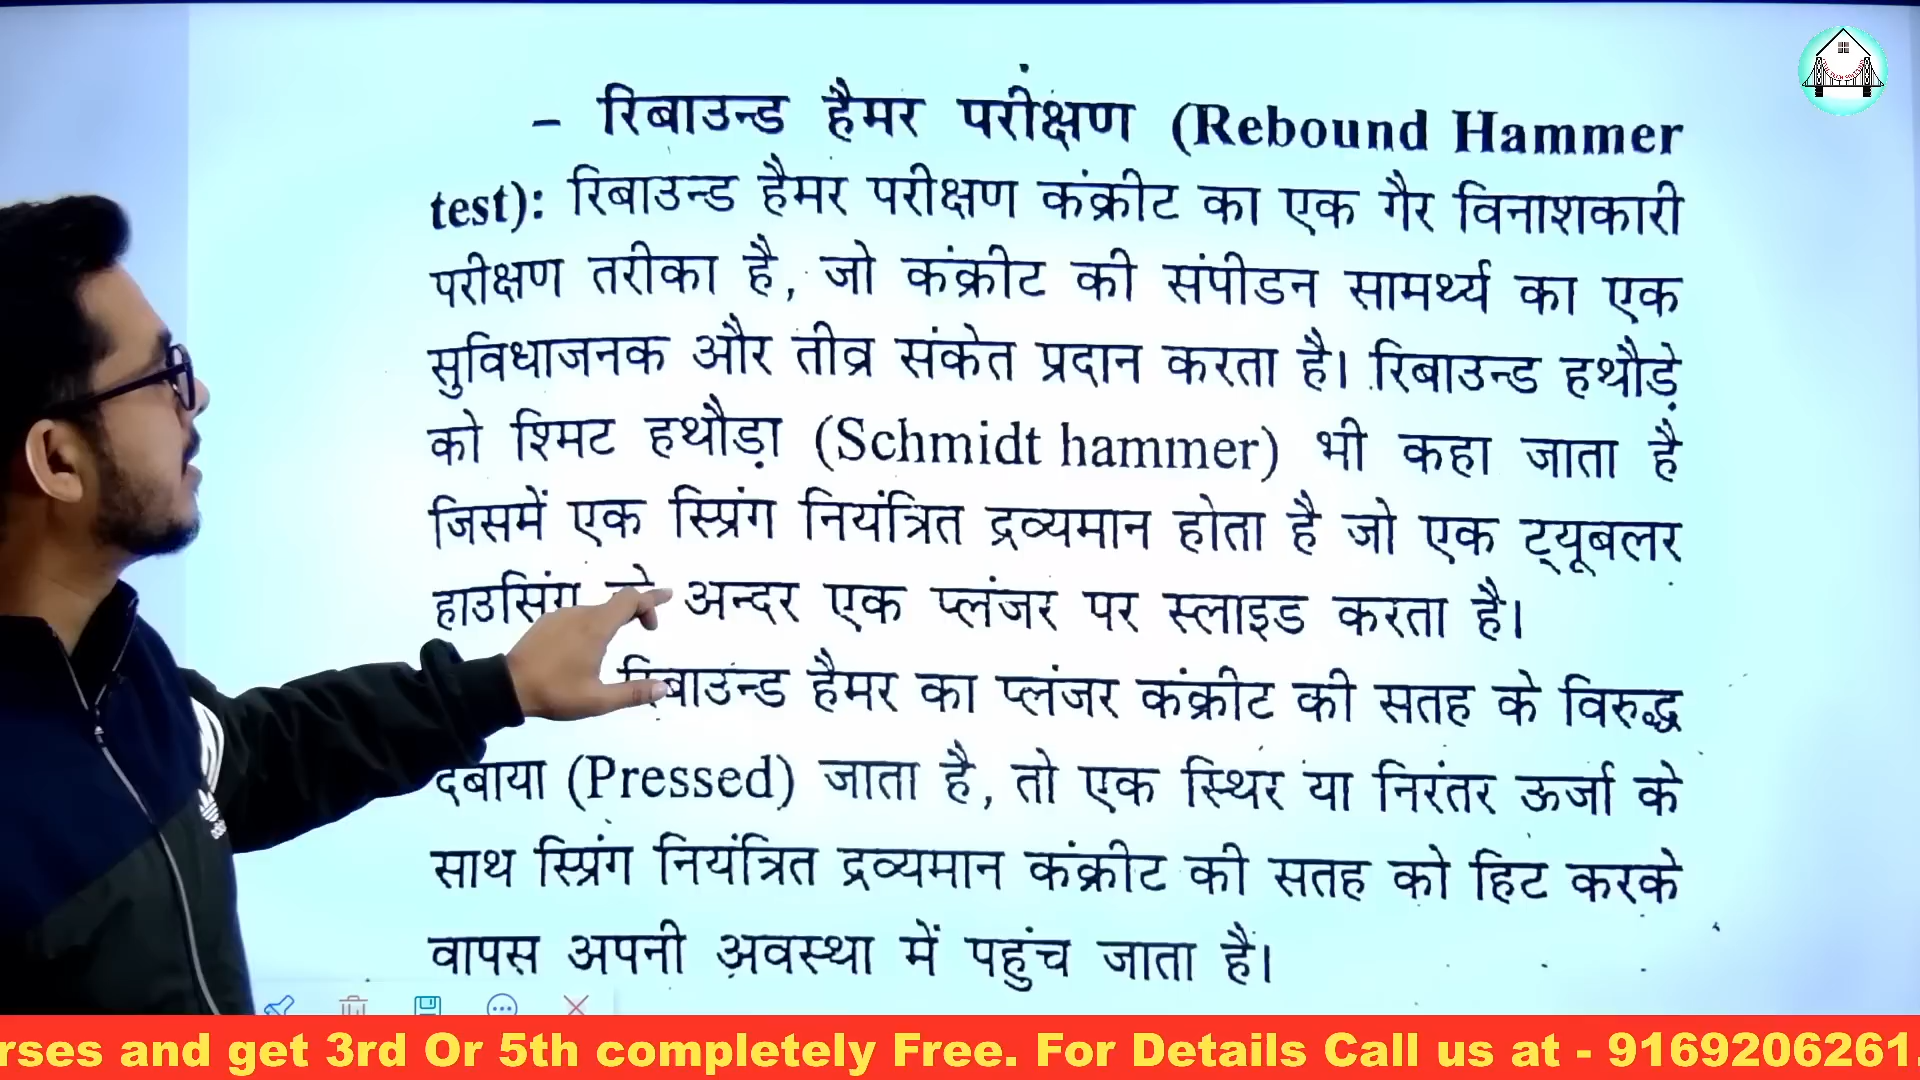 – रिबाउन्ड हैमर परीक्षण (Rebound Hammer
test): रिबाउन्ड हैमर परीक्षण कंक्रीट का एक गैर विनाशकारी
परीक्षण तरीका है, जो कंक्रीट की संपीडन सामर्थ्य का एक
सुविधाजनक और तीव्र संकेत प्रदान करता है। रिबाउन्ड हथौड़े
को श्मिट हथौड़ा (Schmidt hammer) भी कहा जाता है
जिसमें एक स्प्रिंग नियंत्रित द्रव्यमान होता है जो एक ट्यूबलर
हाउसिंग अन्दर एक प्लंजर पर स्लाइड करता है।
रिबाउन्ड हैमर का प्लंजर कंक्रीट की सतह के विरुद्ध
दबाया (Pressed) जाता है, तो एक स्थिर या निरंतर ऊर्जा के
साथ स्प्रिंग नियंत्रित द्रव्यमान कंक्रीट की सतह को हिट करके
वापस अपनी अवस्था में पहुंच जाता है।
rses and get 3rd Or 5th completely Free. For Details Call us at - 9169206261.